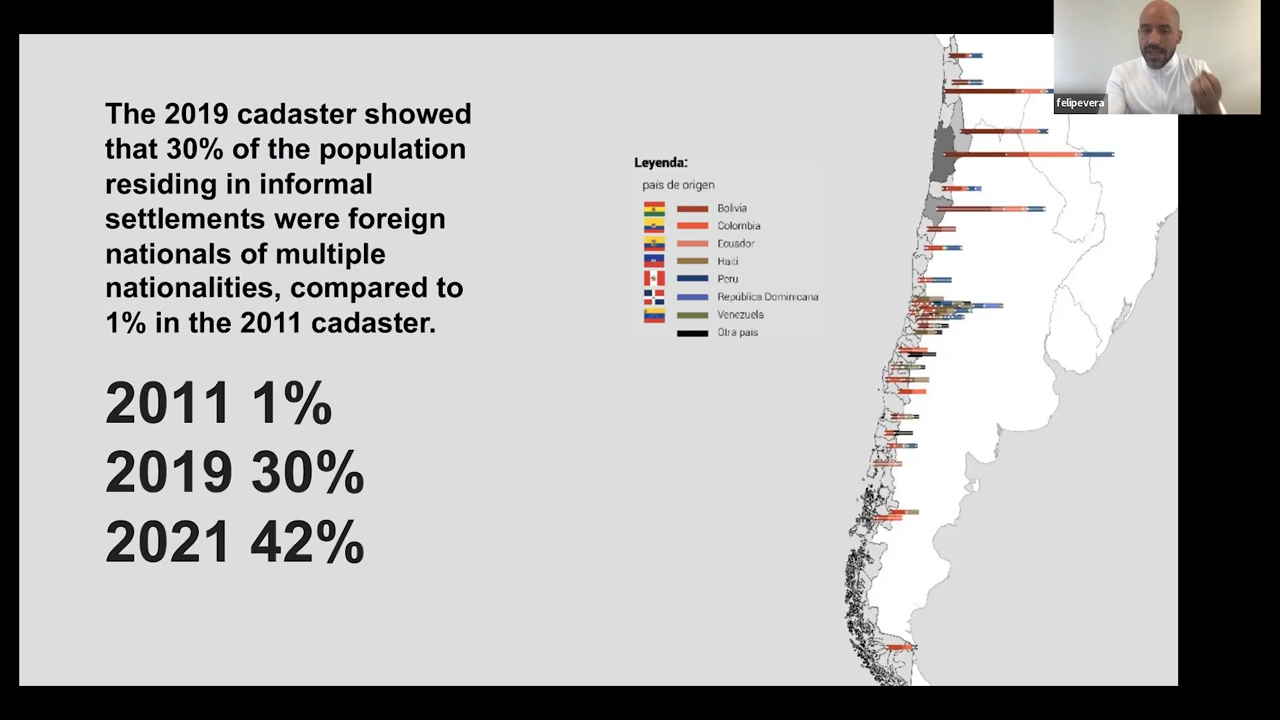 The 2019 cadaster showed
that 30% of the population
residing in informal
settlements were foreign
nationals of multiple
nationalities, compared to
1% in the 2011 cadaster.
2011 1%
2019 30%
2021 42%
Leyenda:
país de origen
Bolivia
Colombia
Ecuador
Haiti
Peru
República Dominicana
Venezuela
Otra país
felipevera